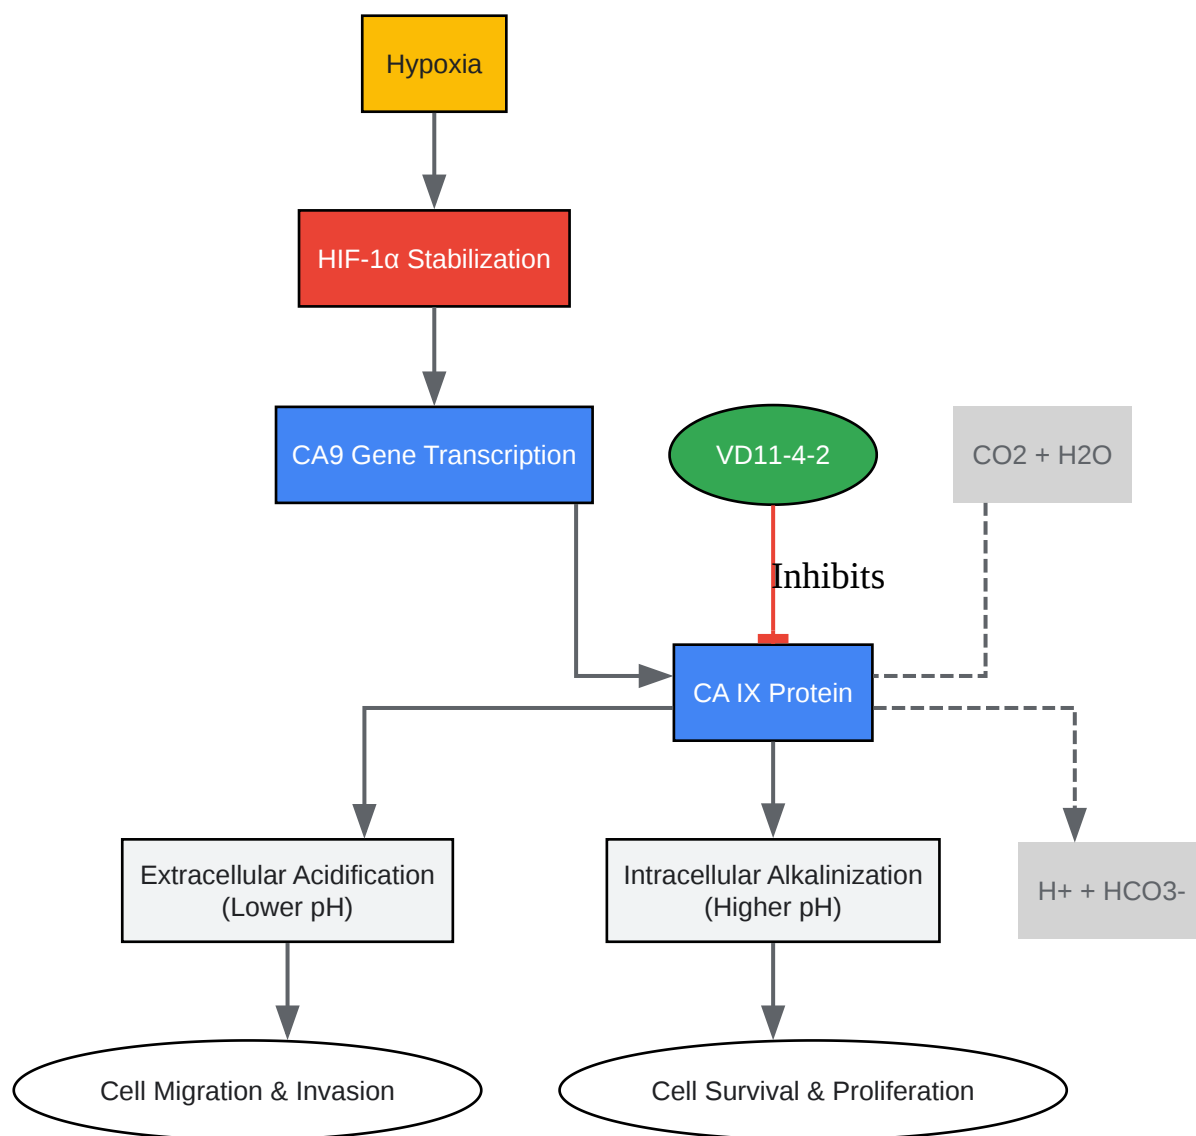 Hypoxia
HIF-1α Stabilization
CA9 Gene Transcription
VD11-4-2
CO2 + H2O
Inhibits
CA IX Protein
Extracellular Acidification
(Lower pH)
Intracellular Alkalinization
(Higher pH)
H+ + HCO3-
Cell Migration & Invasion
Cell Survival & Proliferation